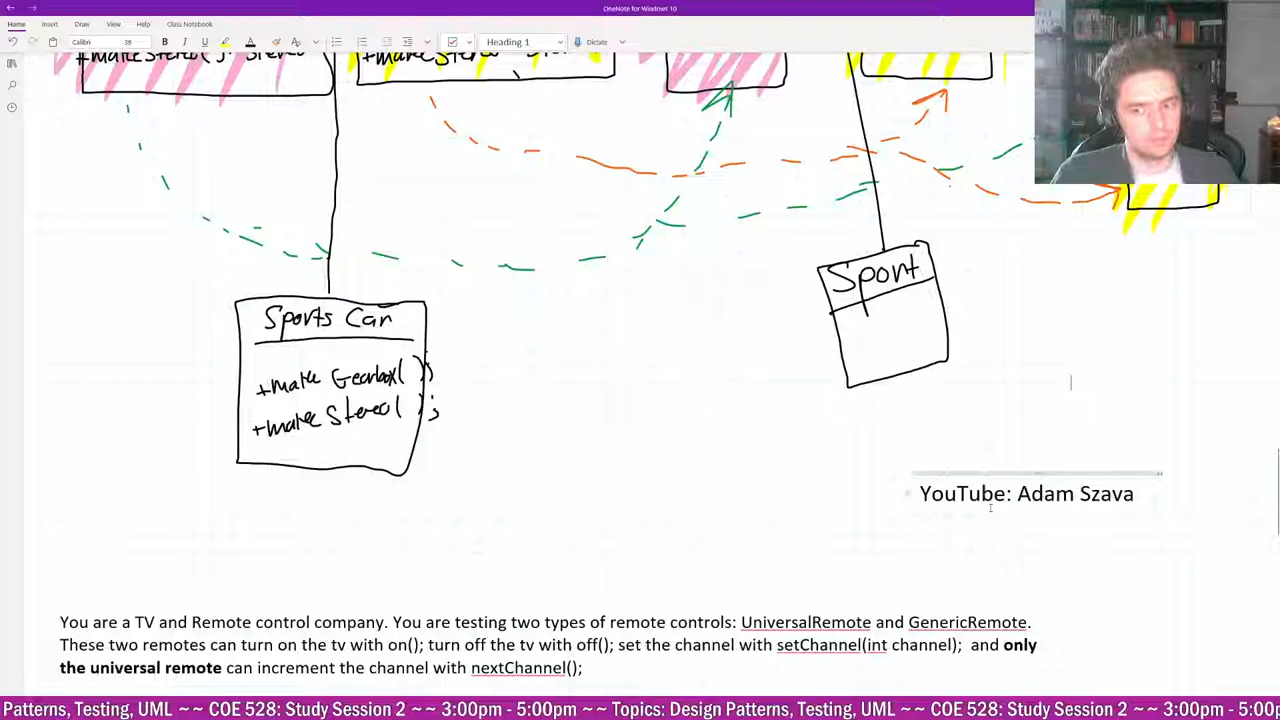 OneNote for Windows 10
Home Insert Draw View Help Class Notebook
Calibri 36 B I U A Heading 1 Dictate
Sports Car
+make Gearbox( );
+make Stereo( );
Sport
YouTube: Adam Szava
You are a TV and Remote control company. You are testing two types of remote controls: UniversalRemote and GenericRemote.
These two remotes can turn on the tv with on(); turn off the tv with off(); set the channel with setChannel(int channel); and only
the universal remote can increment the channel with nextChannel();
Patterns, Testing, UML ~~ COE 528: Study Session 2 ~~ 3:00pm - 5:00pm ~~ Topics: Design Patterns, Testing, UML ~~ COE 528: Study Session 2 ~~ 3:00pm - 5:00p